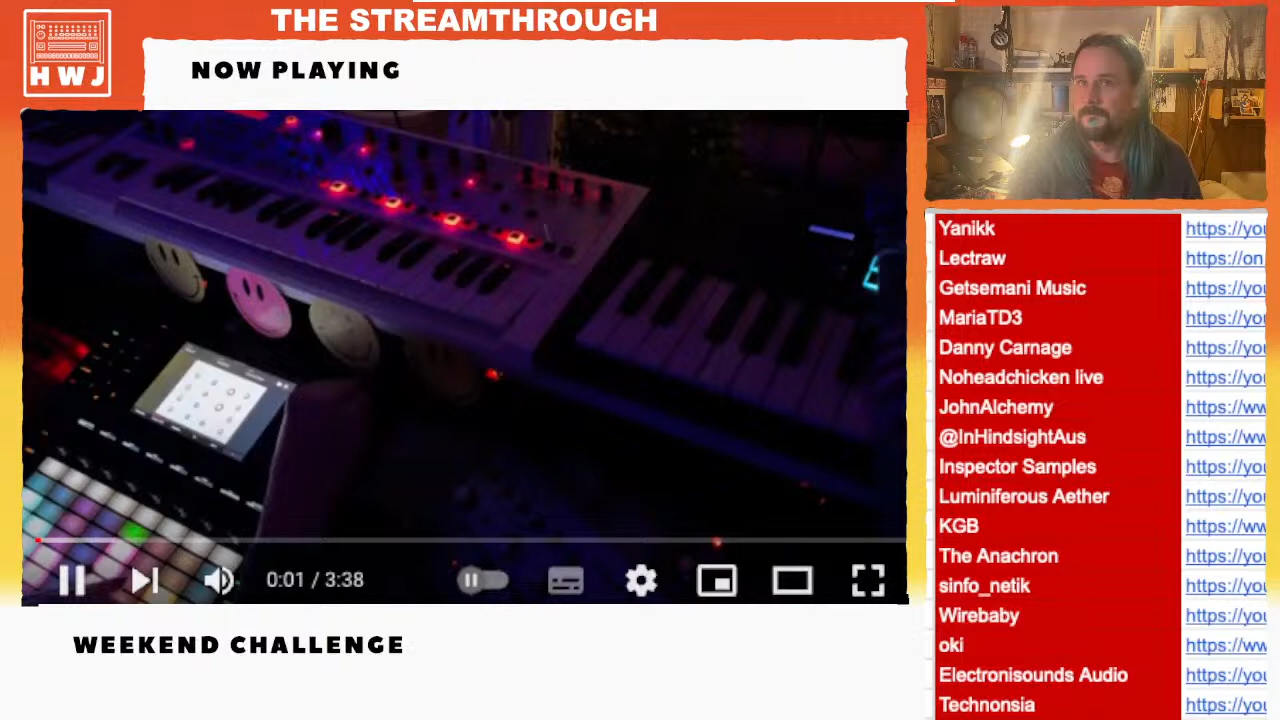 THE STREAMTHROUGH
HWJ
NOW PLAYING
0:01 / 3:38
WEEKEND CHALLENGE
Yanikk https://you
Lectraw https://on
Getsemani Music https://you
MariaTD3 https://you
Danny Carnage https://you
Noheadchicken live https://you
JohnAlchemy https://ww
@InHindsightAus https://ww
Inspector Samples https://you
Luminiferous Aether https://you
KGB https://ww
The Anachron https://you
sinfo_netik https://you
Wirebaby https://you
oki https://ww
Electronisounds Audio https://you
Technonsia https://you